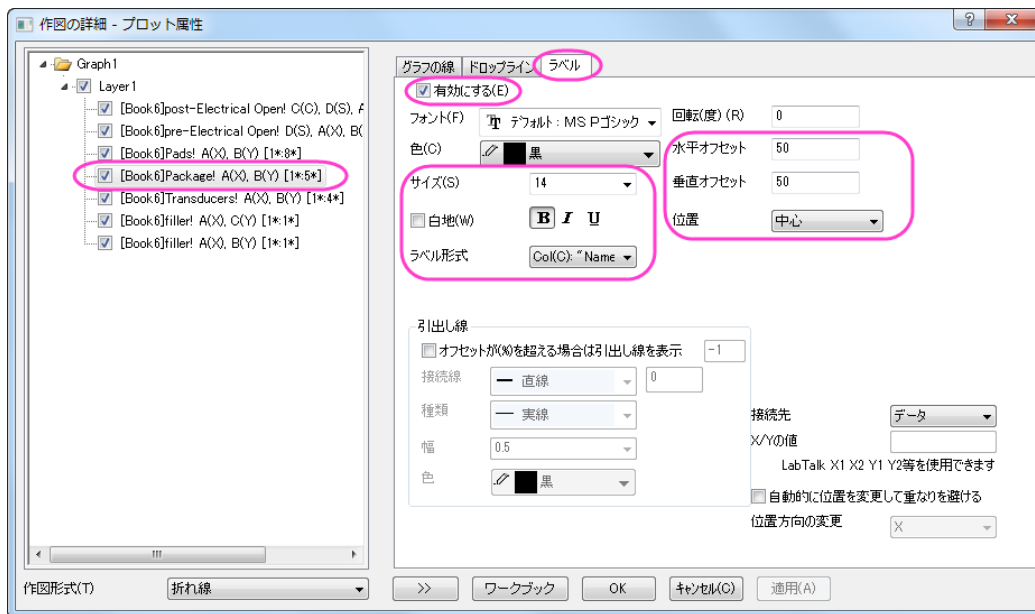 作図の詳細 - プロット属性
Graph1
Layer1
[Book6]post-Electrical Open! C(C), D(S), A
[Book6]pre-Electrical Open! D(S), A(X), B(
[Book6]Pads! A(X), B(Y) [1*:8*]
[Book6]Package! A(X), B(Y) [1*:5*]
[Book6]Transducers! A(X), B(Y) [1*:4*]
[Book6]filler! A(X), C(Y) [1*:1*]
[Book6]filler! A(X), B(Y) [1*:1*]
グラフの線 ドロップライン ラベル
有効にする(E)
フォント(F) デフォルト : MS Pゴシック 回転(度) (R) 0
色(C) 黒 水平オフセット 50
サイズ(S) 14 垂直オフセット 50
白地(W) B I U 位置 中心
ラベル形式 Col(C): "Name
引出し線
オフセットが(%)を超える場合は引出し線を表示 -1
接続線 直線 0
種類 実線
接続先 データ
幅 0.5
X/Yの値
LabTalk X1 X2 Y1 Y2等を使用できます
色 黒
自動的に位置を変更して重なりを避ける
位置方向の変更 X
作図形式(T) 折れ線 >> ワークブック OK キャンセル(C) 適用(A)